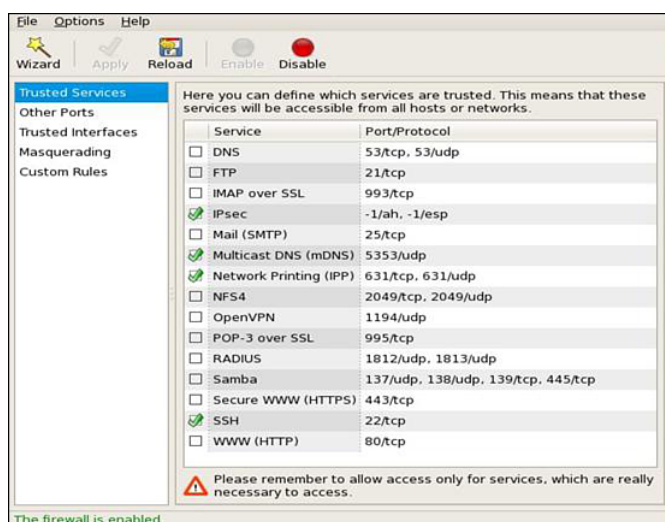 File Options Help
Wizard Apply Reload Enable Disable
Trusted Services
Other Ports
Trusted Interfaces
Masquerading
Custom Rules
Here you can define which services are trusted. This means that these
services will be accessible from all hosts or networks.
Service Port/Protocol
DNS 53/tcp, 53/udp
FTP 21/tcp
IMAP over SSL 993/tcp
IPsec -1/ah, -1/esp
Mail (SMTP) 25/tcp
Multicast DNS (mDNS) 5353/udp
Network Printing (IPP) 631/tcp, 631/udp
NFS4 2049/tcp, 2049/udp
OpenVPN 1194/udp
POP-3 over SSL 995/tcp
RADIUS 1812/udp, 1813/udp
Samba 137/udp, 138/udp, 139/tcp, 445/tcp
Secure WWW (HTTPS) 443/tcp
SSH 22/tcp
WWW (HTTP) 80/tcp
Please remember to allow access only for services, which are really
necessary to access.
The firewall is enabled